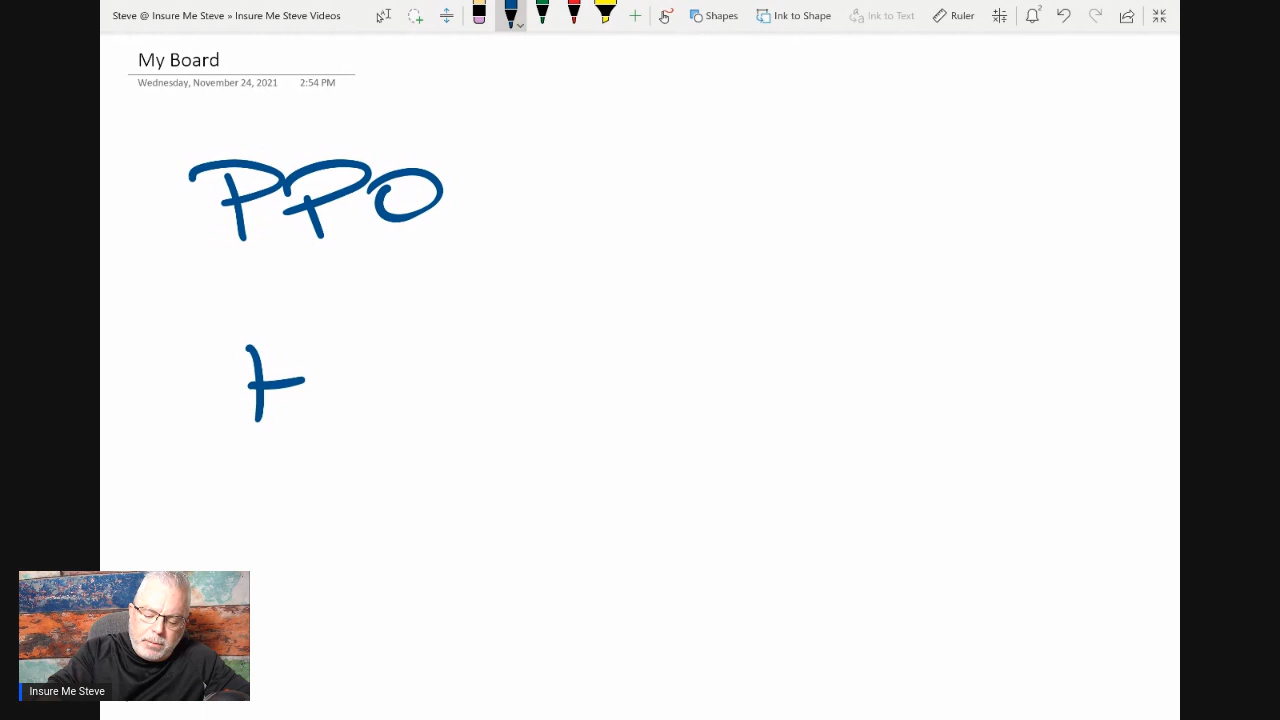 Steve @ Insure Me Steve » Insure Me Steve Videos Shapes Ink to Shape Ink to Text Ruler
My Board
Wednesday, November 24, 2021 2:54 PM
PPO
Insure Me Steve